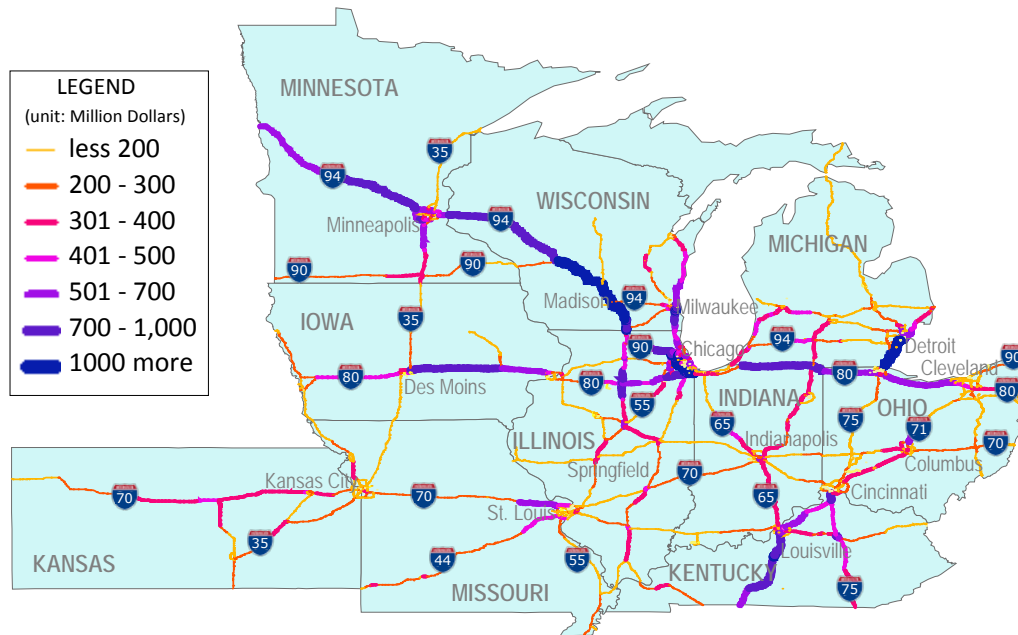 LEGEND
(unit: Million Dollars)
less 200
200 - 300
301 - 400
401 - 500
501 - 700
700 - 1,000
1000 more
MINNESOTA
35
94
WISCONSIN
Minneapolis
94
MICHIGAN
90
90
Madison
94
Milwaukee
IOWA
35
94
90
Chicago
Detroit
90
Cleveland
80
80
80
80
Des Moins
55
INDIANA
OHIO
65
75
71
ILLINOIS
Indianapolis
70
Springfield
Columbus
70
Kansas City
70
70
65
Cincinnati
St. Louis
35
Louisville
44
55
KANSAS
KENTUCKY
MISSOURI
75